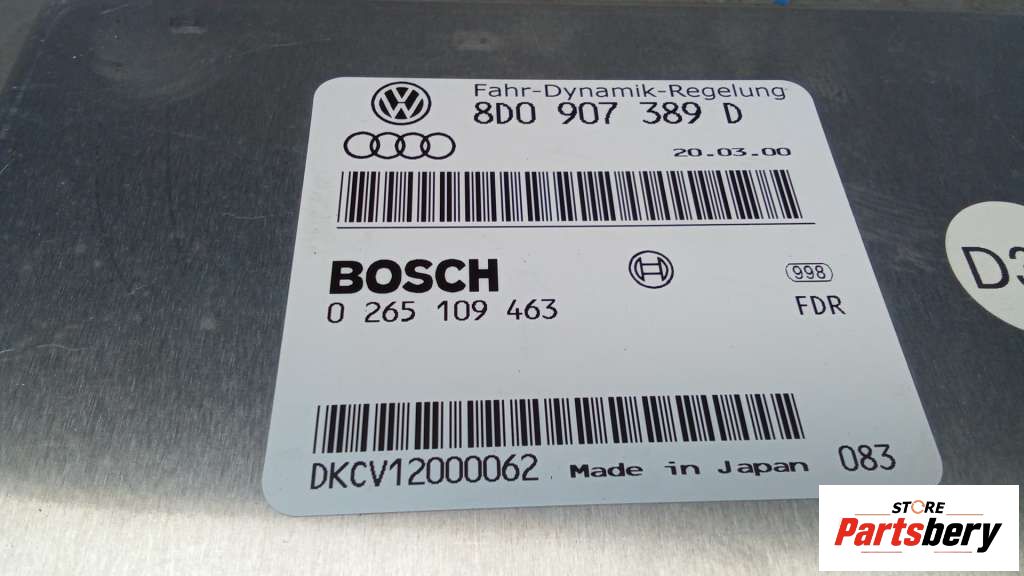 Fahr-Dynamik-Regelung
8D0 907 389 D
20.03.00
BOSCH
0 265 109 463
998
FDR
DKCV12000062 Made in Japan 083
D3
STORE
Partsbery